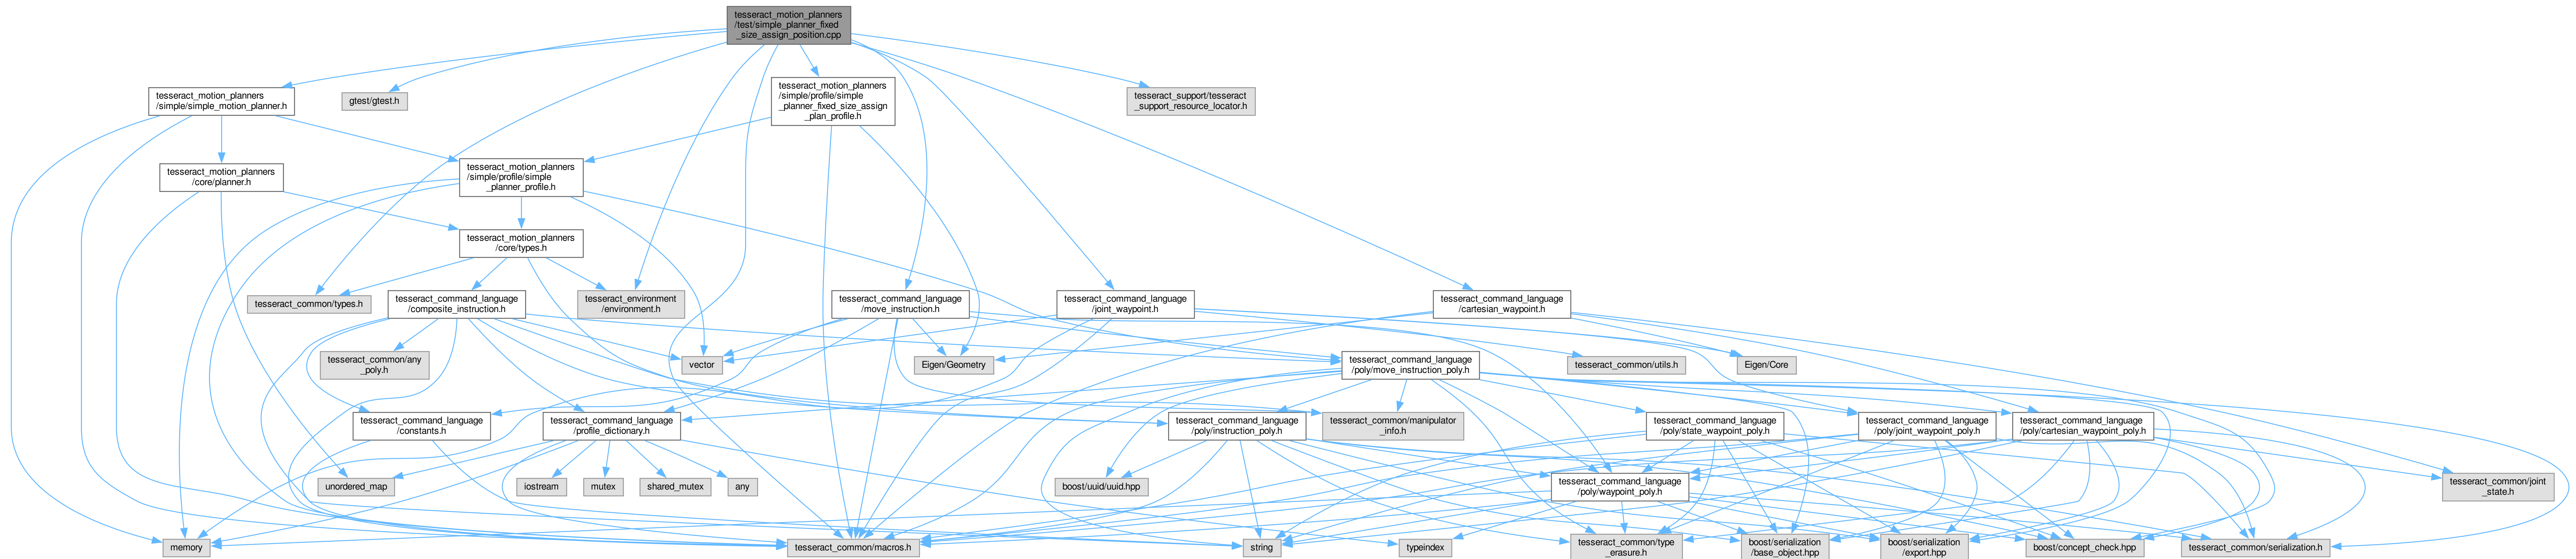 tesseract_motion_planners
/test/simple_planner_fixed
_size_assign_position.cpp
tesseract_motion_planners
/simple/simple_motion_planner.h
gtest/gtest.h
tesseract_motion_planners
/simple/profile/simple
_planner_fixed_size_assign
_plan_profile.h
tesseract_support/tesseract
_support_resource_locator.h
tesseract_motion_planners
/core/planner.h
tesseract_motion_planners
/simple/profile/simple
_planner_profile.h
tesseract_motion_planners
/core/types.h
tesseract_common/types.h
tesseract_command_language
/composite_instruction.h
tesseract_environment
/environment.h
tesseract_command_language
/move_instruction.h
tesseract_command_language
/joint_waypoint.h
tesseract_command_language
/cartesian_waypoint.h
tesseract_common/any
_poly.h
vector
Eigen/Geometry
tesseract_command_language
/poly/move_instruction_poly.h
tesseract_common/utils.h
Eigen/Core
tesseract_command_language
/constants.h
tesseract_command_language
/profile_dictionary.h
tesseract_command_language
/poly/instruction_poly.h
tesseract_common/manipulator
_info.h
tesseract_command_language
/poly/state_waypoint_poly.h
tesseract_command_language
/poly/joint_waypoint_poly.h
tesseract_command_language
/poly/cartesian_waypoint_poly.h
unordered_map
iostream
mutex
shared_mutex
any
boost/uuid/uuid.hpp
tesseract_command_language
/poly/waypoint_poly.h
tesseract_common/joint
_state.h
memory
tesseract_common/macros.h
string
typeindex
tesseract_common/type
_erasure.h
boost/serialization
/base_object.hpp
boost/serialization
/export.hpp
boost/concept_check.hpp
tesseract_common/serialization.h